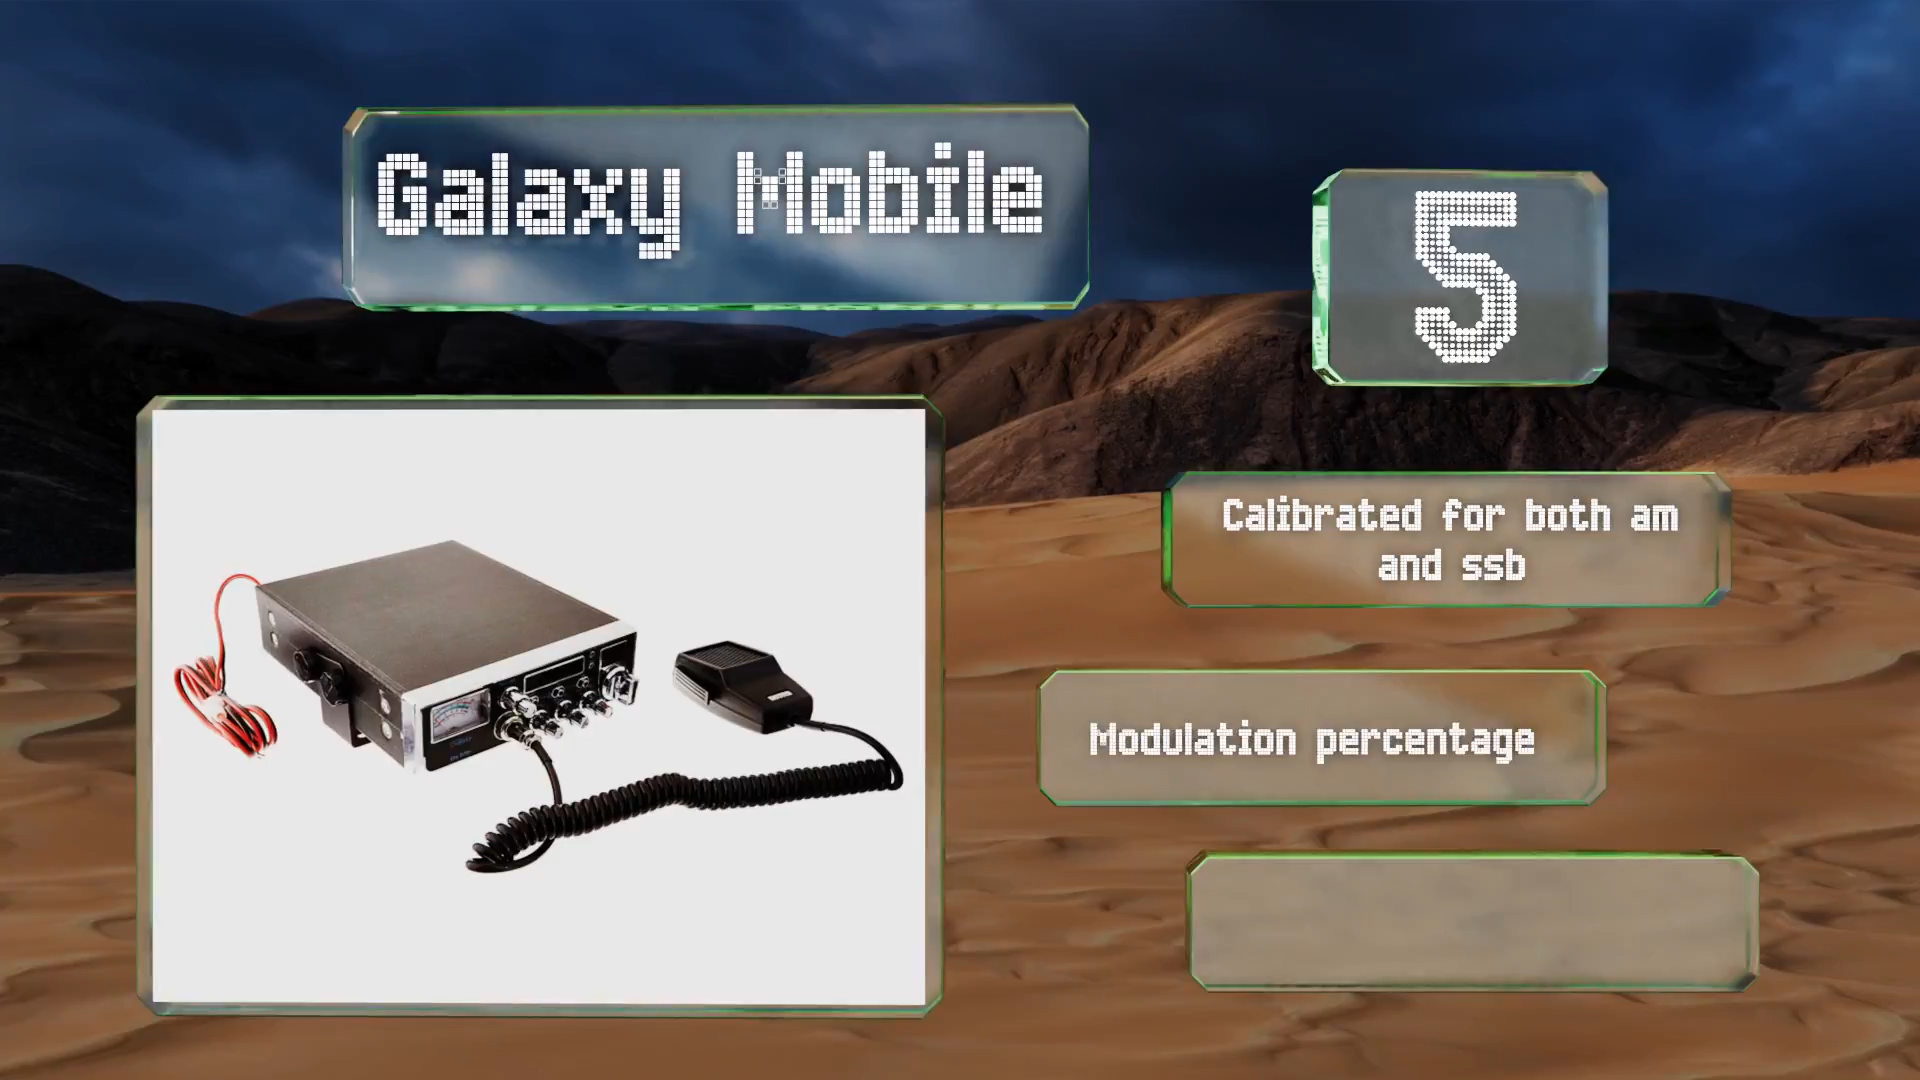 Galaxy Mobile
5
Calibrated for both am
and ssb
Modulation percentage